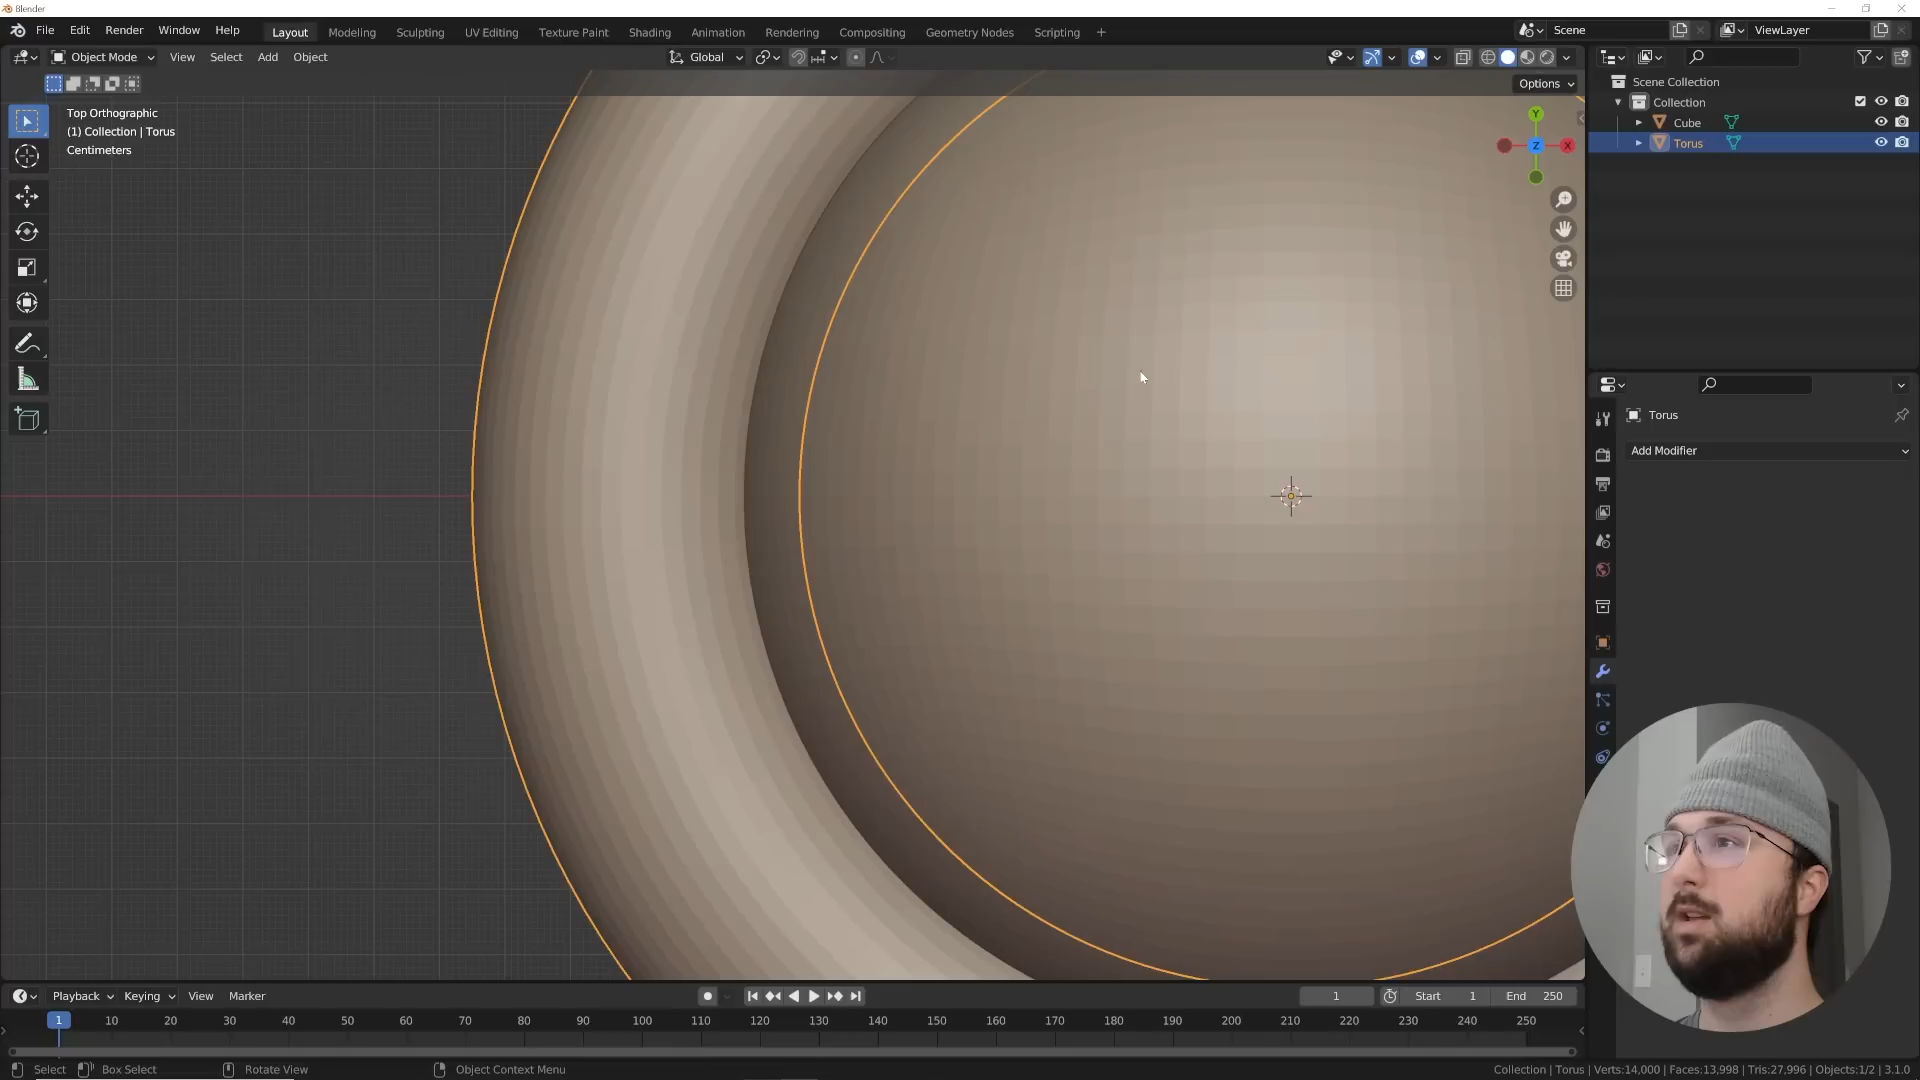 Blender
File Edit Render Window Help Layout Modeling Sculpting UV Editing Texture Paint Shading Animation Rendering Compositing Geometry Nodes Scripting + Scene ViewLayer
Object Mode View Select Add Object Global
Options
Scene Collection
Collection
Cube
Torus
Top Orthographic
(1) Collection | Torus
Centimeters
Y
Z X
Torus
Add Modifier
Playback Keying View Marker 1 Start 1 End 250
1 10 20 30 40 50 60 70 80 90 100 110 120 130 140 150 160 170 180 190 200 210 220 230 240 250
Select Box Select Rotate View Object Context Menu Collection | Torus | Verts:14,000 | Faces:13,998 | Tris:27,996 | Objects:1/2 | 3.1.0